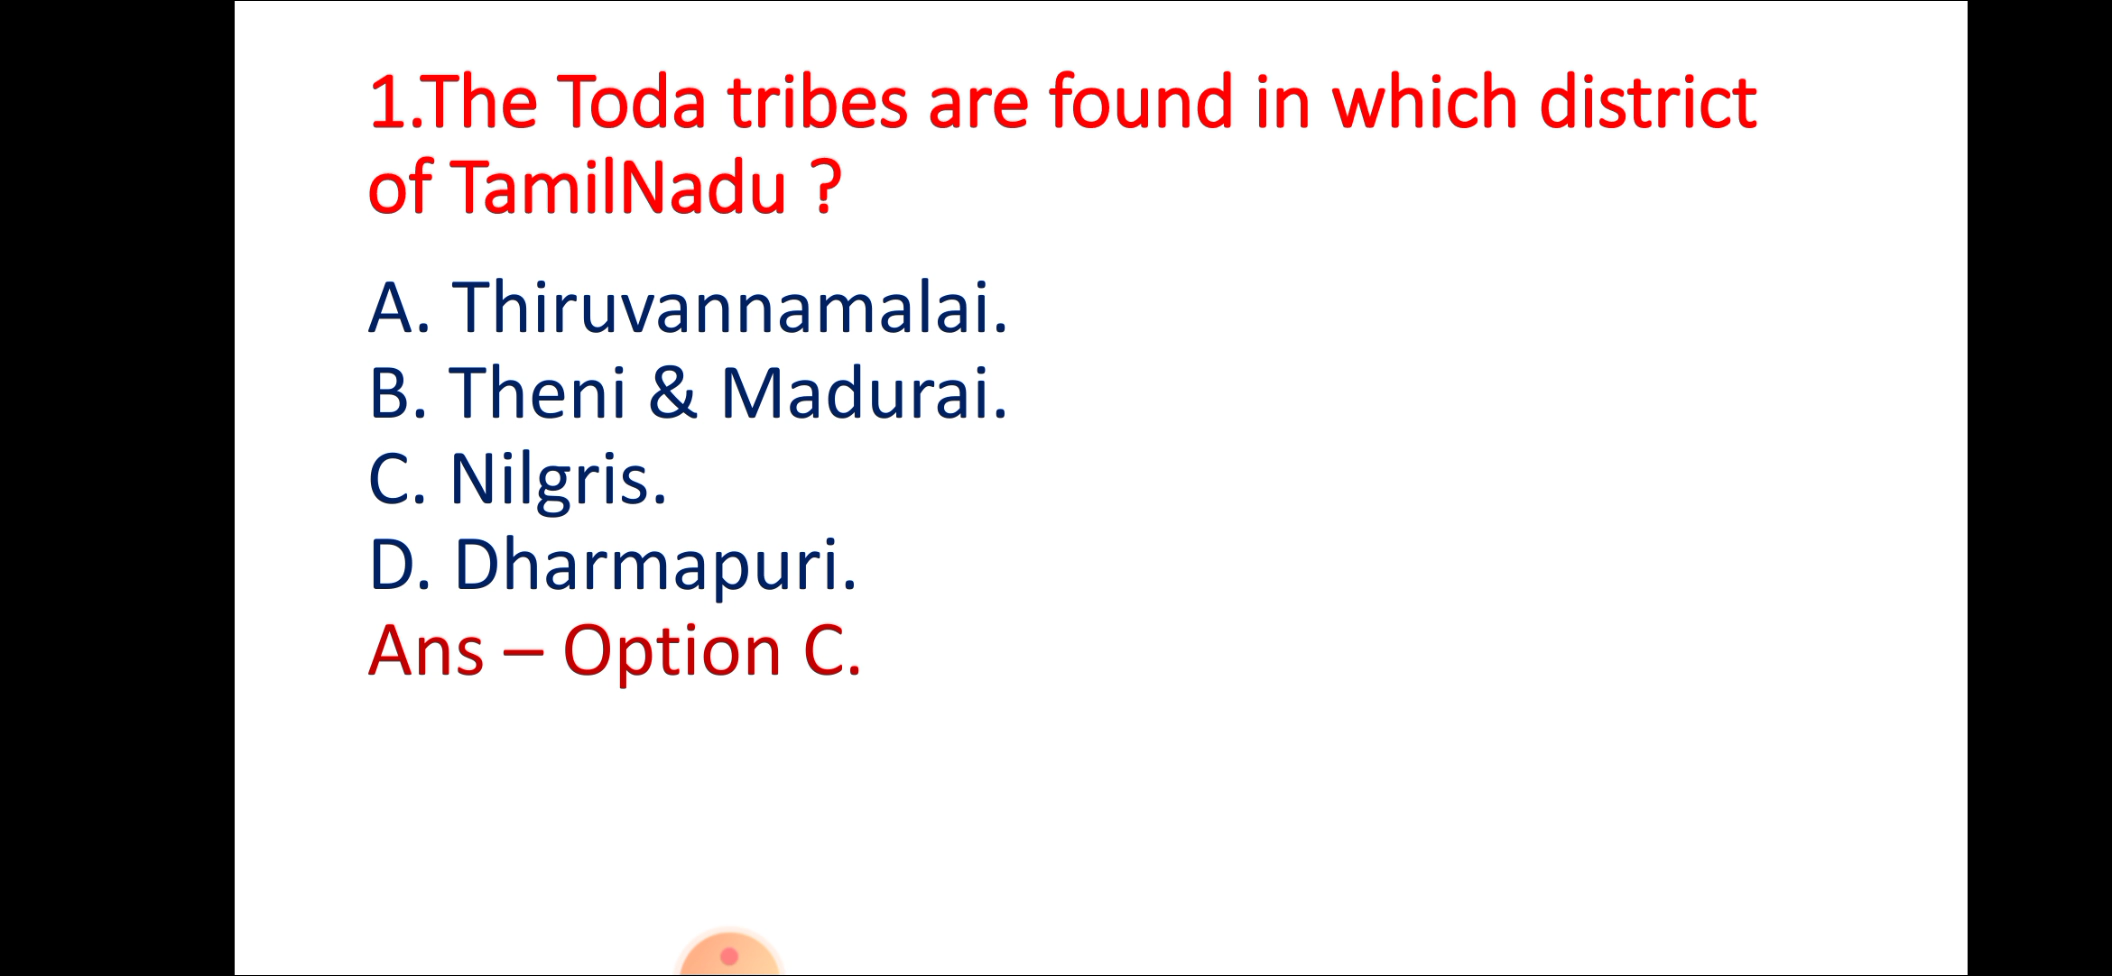 1.The Toda tribes are found in which district
of TamilNadu ?
A. Thiruvannamalai.
B. Theni & Madurai.
C. Nilgris.
D. Dharmapuri.
Ans – Option C.